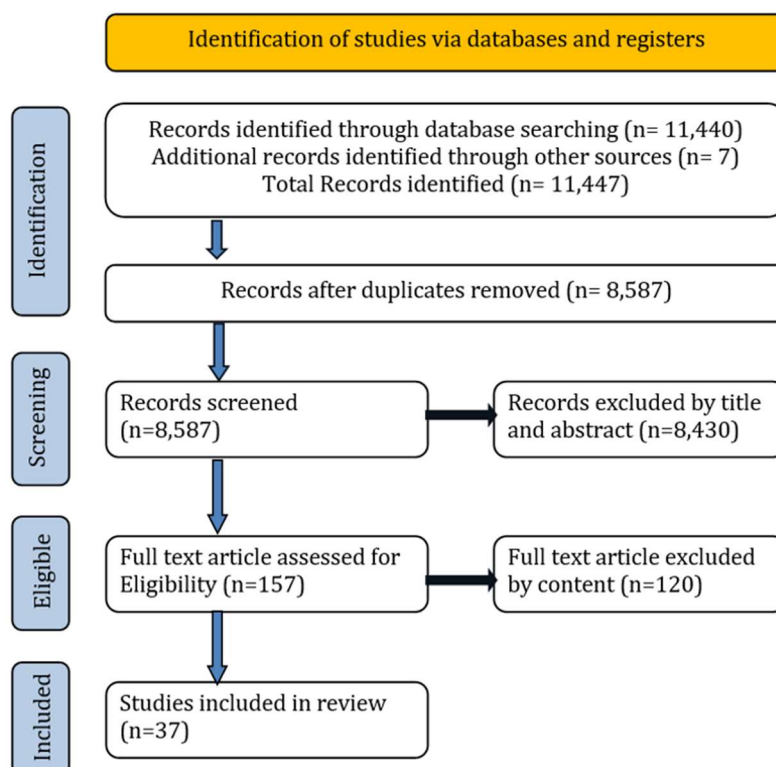 Identification of studies via databases and registers
Identification
Records identified through database searching (n= 11,440)
Additional records identified through other sources (n= 7)
Total Records identified (n= 11,447)
Records after duplicates removed (n= 8,587)
Screening
Records screened
(n=8,587)
Records excluded by title
and abstract (n=8,430)
Eligible
Full text article assessed for
Eligibility (n=157)
Full text article excluded
by content (n=120)
Included
Studies included in review
(n=37)